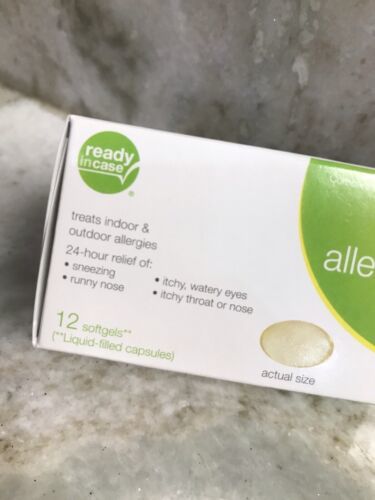 ready
in case
®
treats indoor &
outdoor allergies
24-hour relief of:
• sneezing
• runny nose
• itchy, watery eyes
• itchy throat or nose
12 softgels**
(**Liquid-filled capsules)
alle
actual size